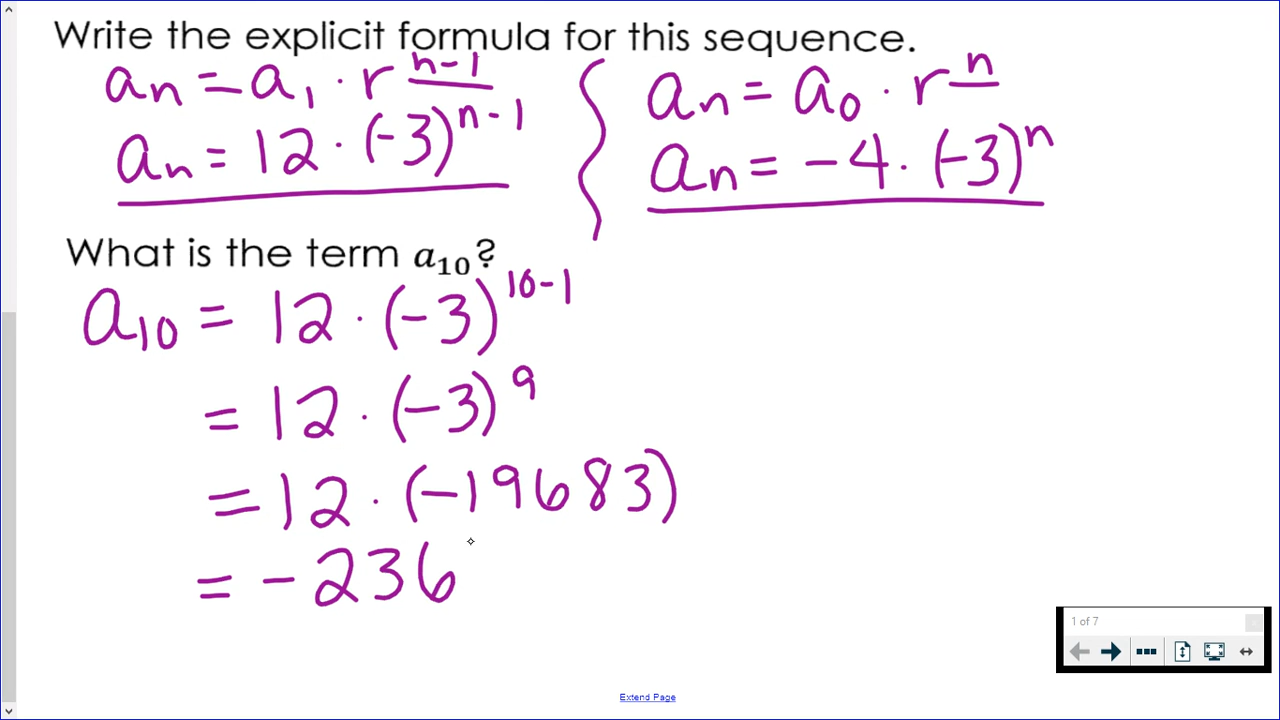 Write the explicit formula for this sequence.
aₙ = a₁ · r^(n-1)
aₙ = 12 · (-3)^(n-1)
aₙ = a₀ · r^n
aₙ = -4 · (-3)^n
What is the term a₁₀?
a₁₀ = 12 · (-3)^(10-1)
= 12 · (-3)^9
= 12 · (-19683)
= -236
1 of 7
Extend Page